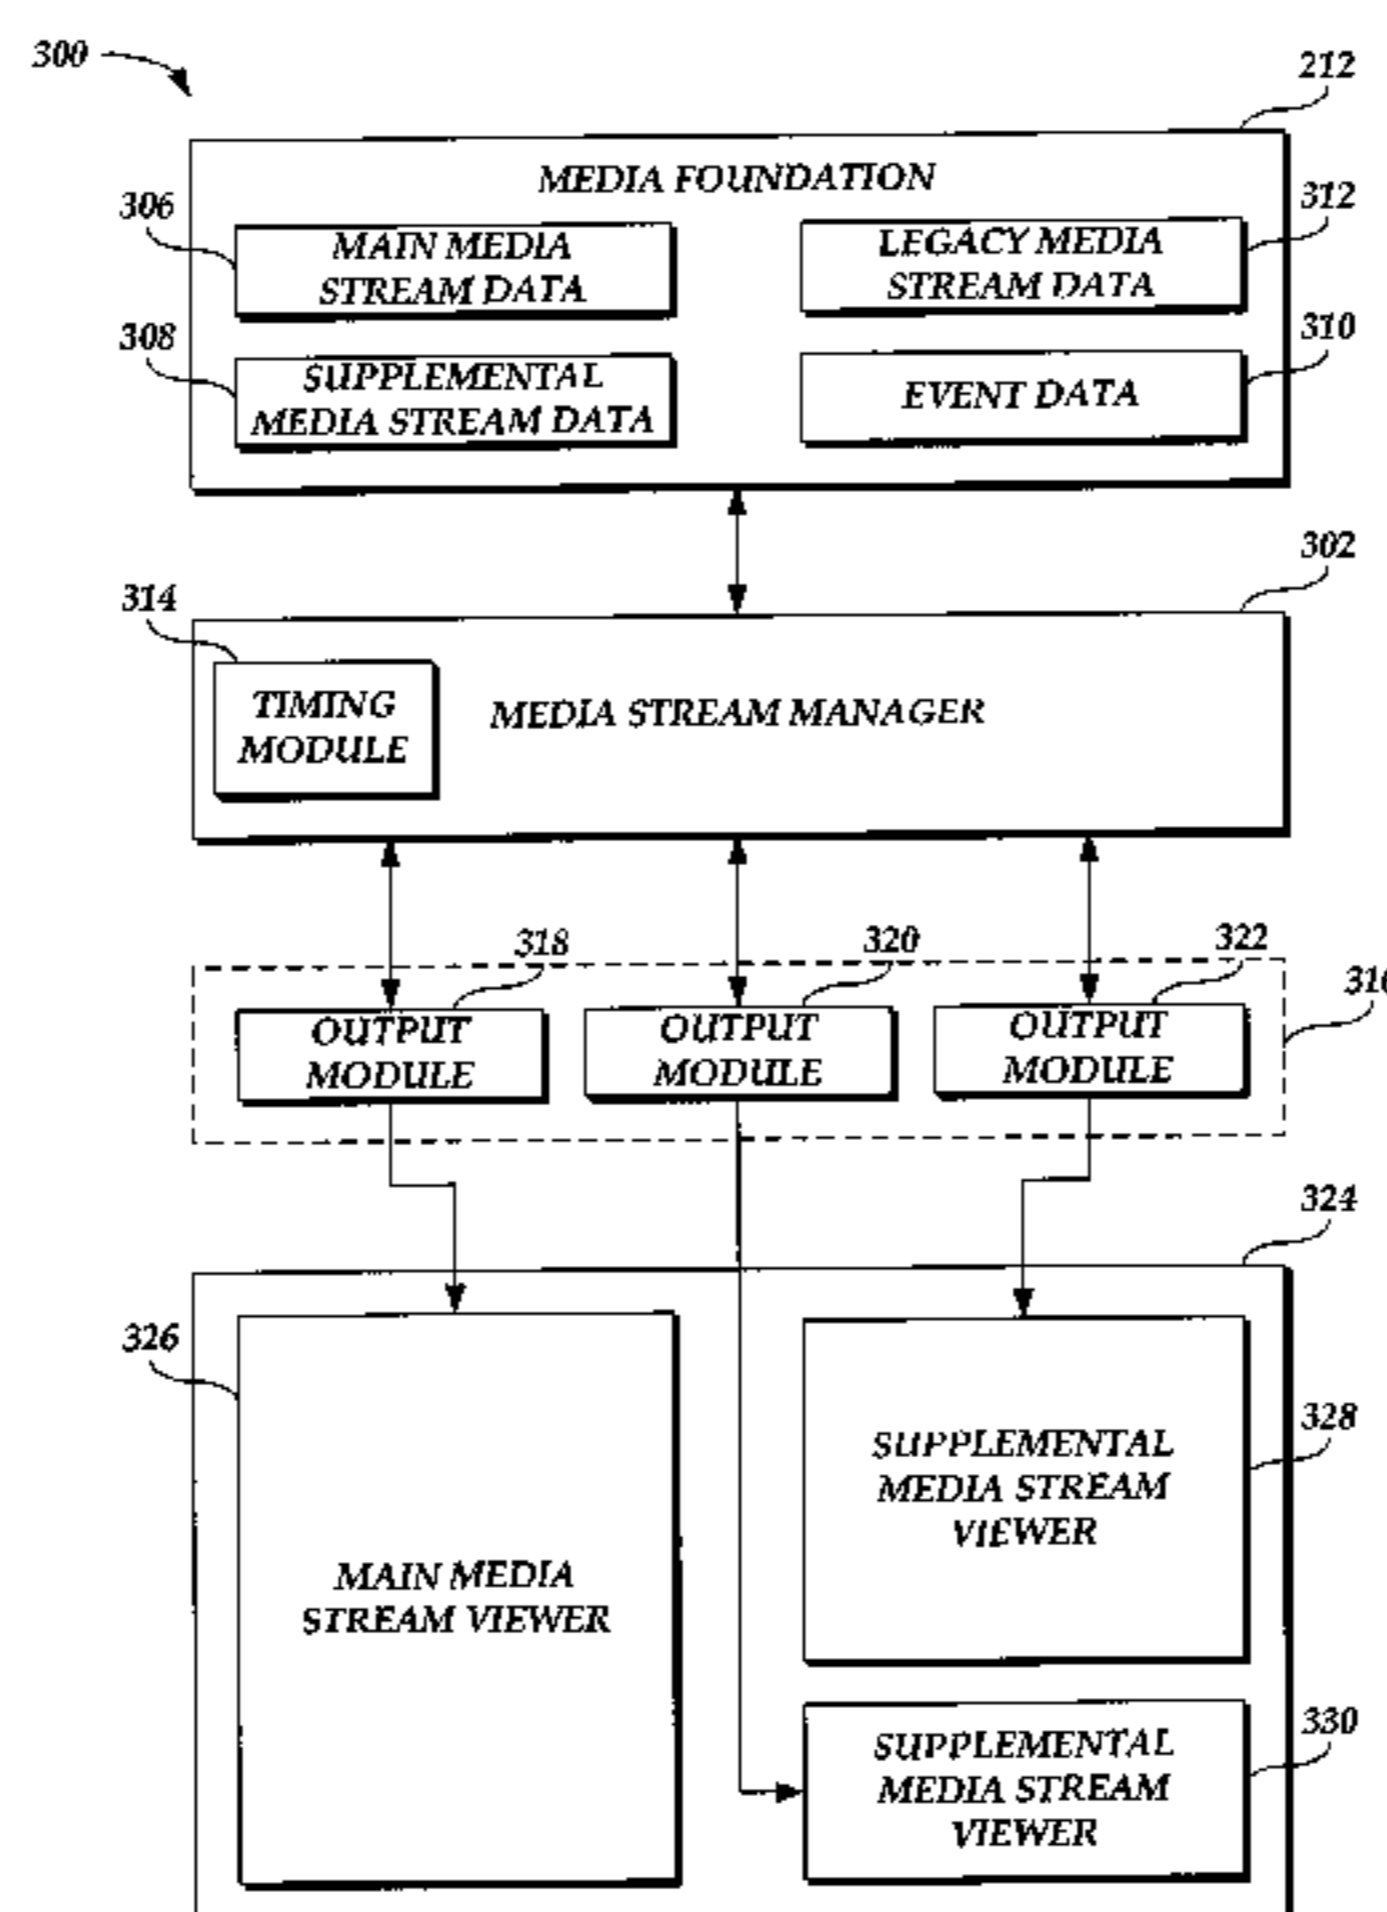 300
212
MEDIA FOUNDATION
306
312
MAIN MEDIA
STREAM DATA
LEGACY MEDIA
STREAM DATA
308
310
SUPPLEMENTAL
MEDIA STREAM DATA
EVENT DATA
302
314
TIMING
MODULE
MEDIA STREAM MANAGER
318
320
322
OUTPUT
MODULE
OUTPUT
MODULE
OUTPUT
MODULE
324
326
328
SUPPLEMENTAL
MEDIA STREAM
VIEWER
MAIN MEDIA
STREAM VIEWER
330
SUPPLEMENTAL
MEDIA STREAM
VIEWER